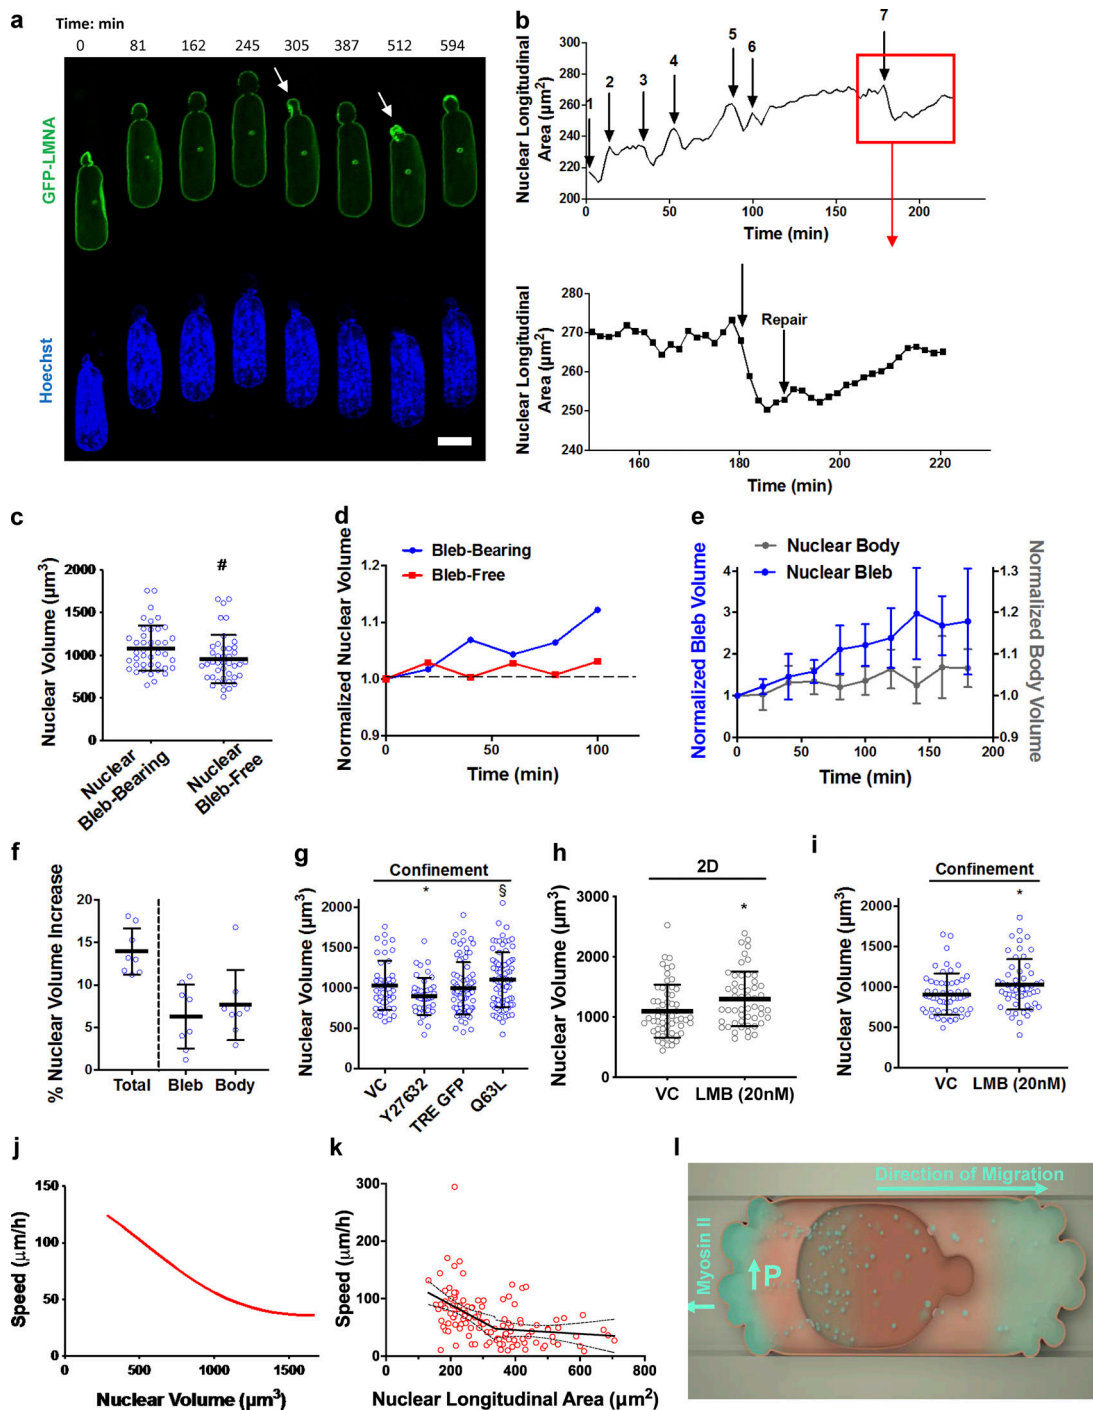 a
Time: min
0 81 162 245 305 387 512 594
GFP-LMNA
Hoechst
b
Nuclear Longitudinal
Area (µm²)
300
280
260
240
220
200
1 2 3 4 5 6 7
0 50 100 150 200
Time (min)
Nuclear Longitudinal
Area (µm²)
280
270
260
250
240
Repair
160 180 200 220
Time (min)
c
Nuclear Volume (µm³)
2000
1500
1000
500
0
#
Nuclear
Bleb-Bearing
Nuclear
Bleb-Free
d
Normalized Nuclear Volume
Bleb-Bearing
Bleb-Free
1.2
1.1
1.0
0.9
0 50 100
Time (min)
e
Normalized Bleb Volume
Nuclear Body
Nuclear Bleb
4
3
2
1
0
1.3
1.2
1.1
1.0
0.9
Normalized Body Volume
0 50 100 150 200
Time (min)
f
% Nuclear Volume Increase
20
15
10
5
0
Total Bleb Body
g
Confinement
Nuclear Volume (µm³)
2000
1500
1000
500
0
* §
VC
Y27632
TRE GFP
Q63L
h
2D
Nuclear Volume (µm³)
3000
2000
1000
0
*
VC LMB (20nM)
i
Confinement
Nuclear Volume (µm³)
2000
1500
1000
500
0
*
VC LMB (20nM)
j
Speed (µm/h)
150
100
50
0
0 500 1000 1500
Nuclear Volume (µm³)
k
Speed (µm/h)
300
200
100
50
0
0 200 400 600 800
Nuclear Longitudinal Area (µm²)
l
Direction of Migration
Myosin II
P